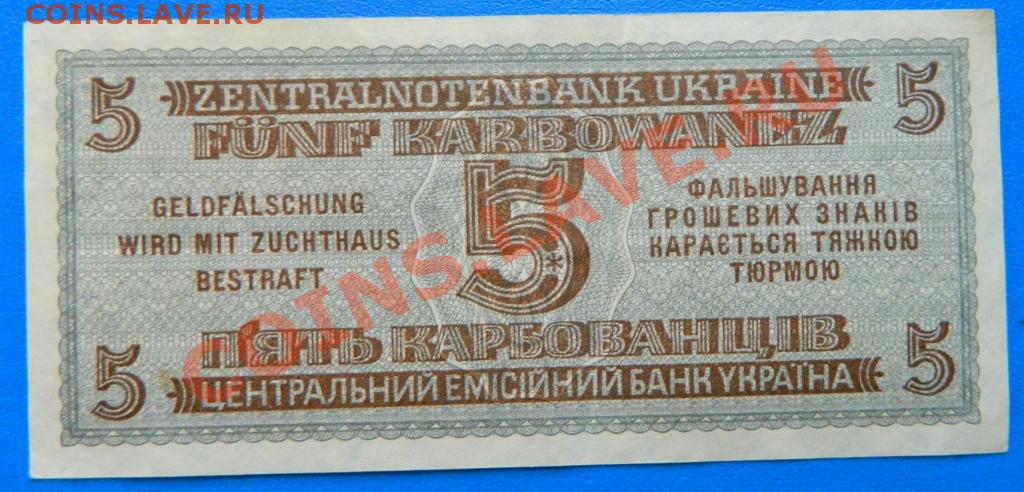 COINS.LAVE.RU
5 ZENTRALNOTENBANK UKRAINE 5
FÜNF KARBOWANEZ
5
GELDFÄLSCHUNG
WIRD MIT ZUCHTHAUS
BESTRAFT
ФАЛЬШУВАННЯ
ГРОШЕВИХ ЗНАКІВ
КАРАЄТЬСЯ ТЯЖКОЮ
ТЮРМОЮ
П'ЯТЬ КАРБОВАНЦІВ
5 ЦЕНТРАЛЬНИЙ ЕМІСІЙНИЙ БАНК УКРАЇНА 5
COINS.LAVE.RU